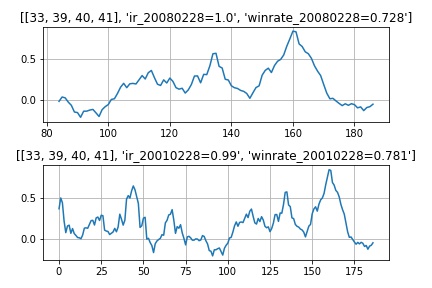 [[33, 39, 40, 41], 'ir_20080228=1.0', 'winrate_20080228=0.728']
0.5
0.0
80 100 120 140 160 180
[[33, 39, 40, 41], 'ir_20010228=0.99', 'winrate_20010228=0.781']
0.5
0.0
0 25 50 75 100 125 150 175